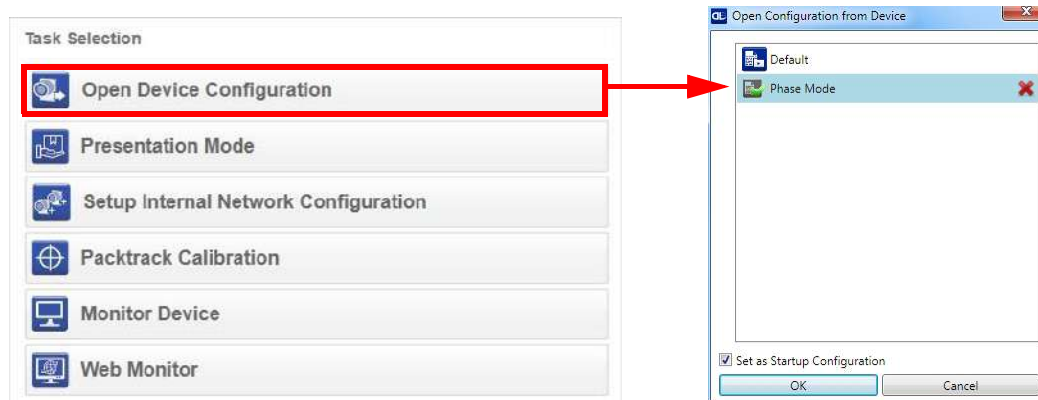 Task Selection
Open Device Configuration
Presentation Mode
Setup Internal Network Configuration
Packtrack Calibration
Monitor Device
Web Monitor
Open Configuration from Device
Default
Phase Mode
Set as Startup Configuration
OK
Cancel